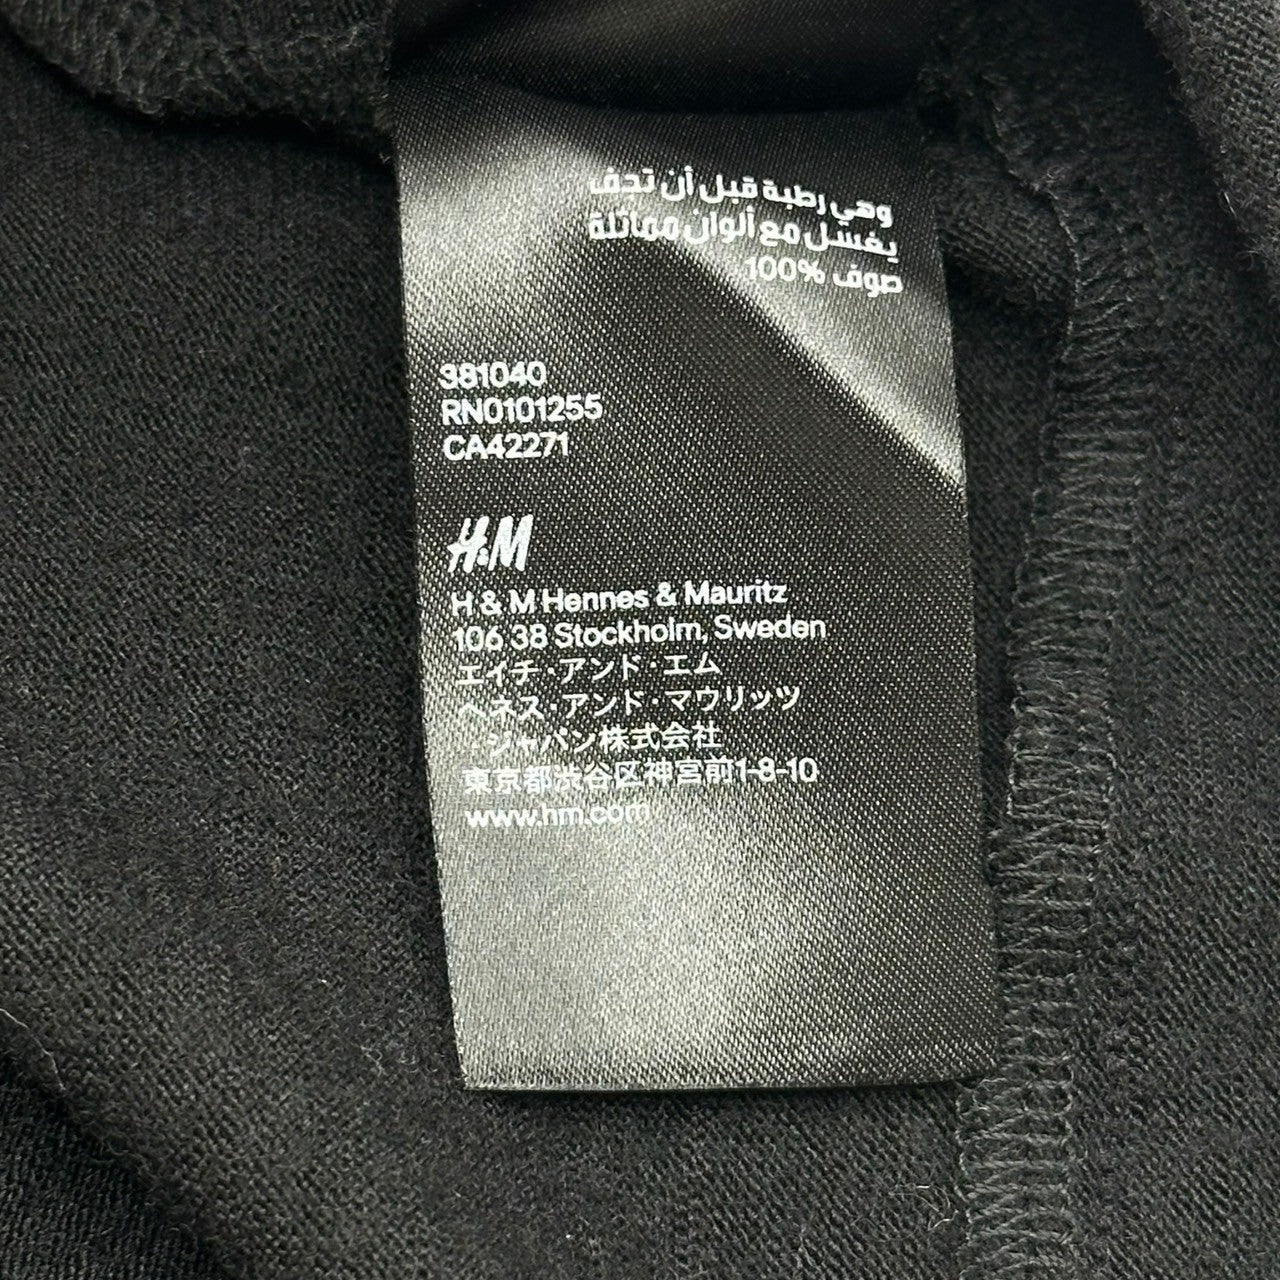 وهي رطبة قبل أن تجف
يغسل مع ألوان مماثلة
صوف 100%
381040
RN0101255
CA42271
H&M
H & M Hennes & Mauritz
106 38 Stockholm, Sweden
エイチ・アンド・エム
ヘネス・アンド・マウリッツ
・ジャパン株式会社
東京都渋谷区神宮前1-8-10
www.hm.com